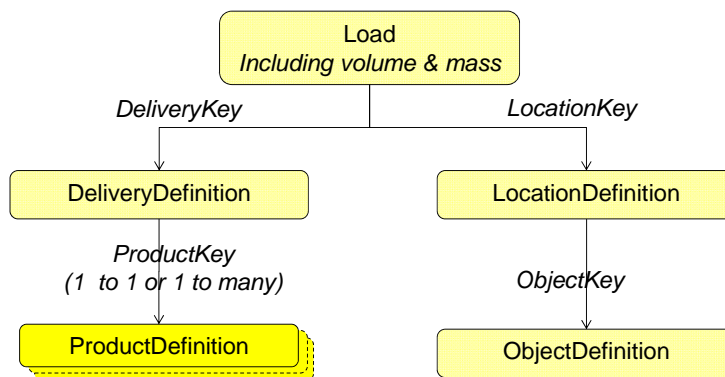 Load
Including volume & mass
DeliveryKey
LocationKey
DeliveryDefinition
LocationDefinition
ProductKey
(1 to 1 or 1 to many)
ObjectKey
ProductDefinition
ObjectDefinition